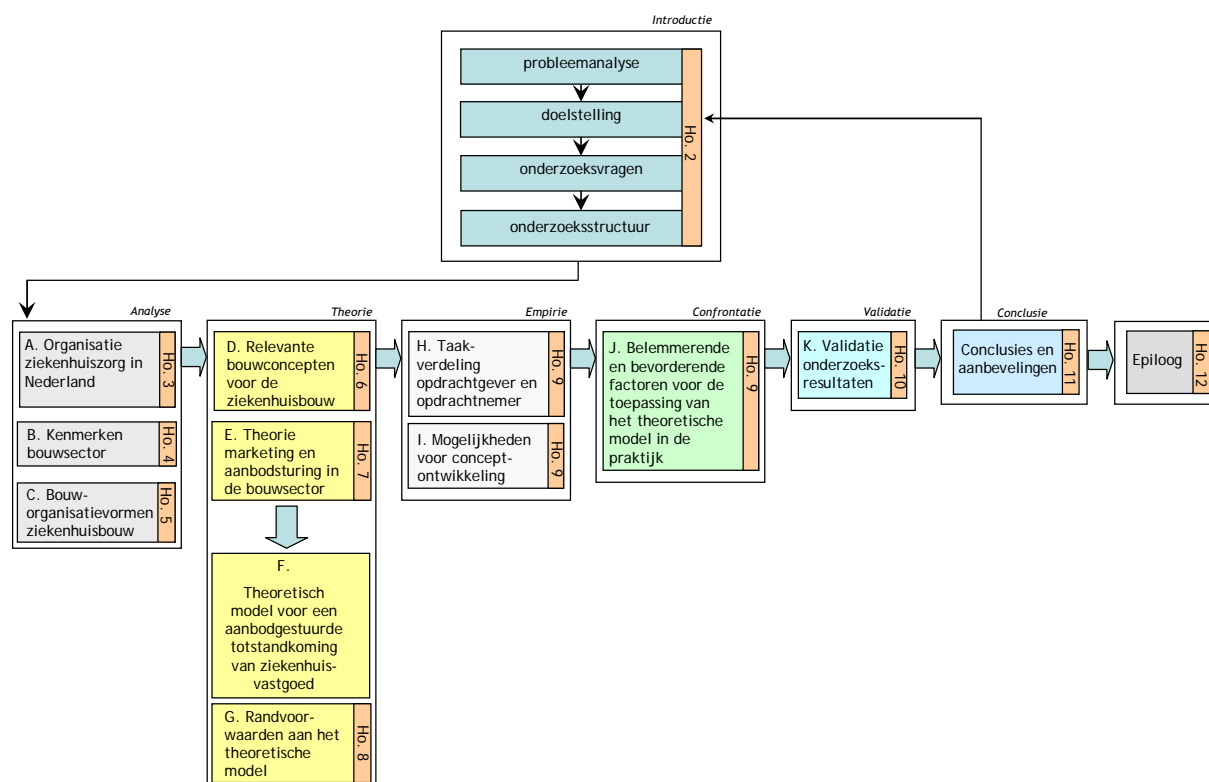 Introductie
probleemanalyse
doelstelling
onderzoeksvragen
onderzoeksstructuur
Ho. 2
Analyse
A. Organisatie
ziekenhuiszorg in
Nederland
Ho. 3
B. Kenmerken
bouwsector
Ho. 4
C. Bouw-
organisatievormen
ziekenhuisbouw
Ho. 5
Theorie
D. Relevante
bouwconcepten
voor de
ziekenhuisbouw
Ho. 6
E. Theorie
marketing en
aanbodsturing in
de bouwsector
Ho. 7
F.
Theoretisch
model voor een
aanbodgestuurde
totstandkoming
van ziekenhuis-
vastgoed
G. Randvoor-
waarden aan het
theoretische
model
Ho. 8
Empirie
H. Taak-
verdeling
opdrachtgever en
opdrachtnemer
Ho. 9
I. Mogelijkheden
voor concept-
ontwikkeling
Ho. 9
Confrontatie
J. Belemmerende
en bevorderende
factoren voor de
toepassing van
het theoretische
model in de
praktijk
Ho. 9
Validatie
K. Validatie
onderzoeks-
resultaten
Ho. 10
Conclusie
Conclusies en
aanbevelingen
Ho. 11
Epiloog
Ho. 12